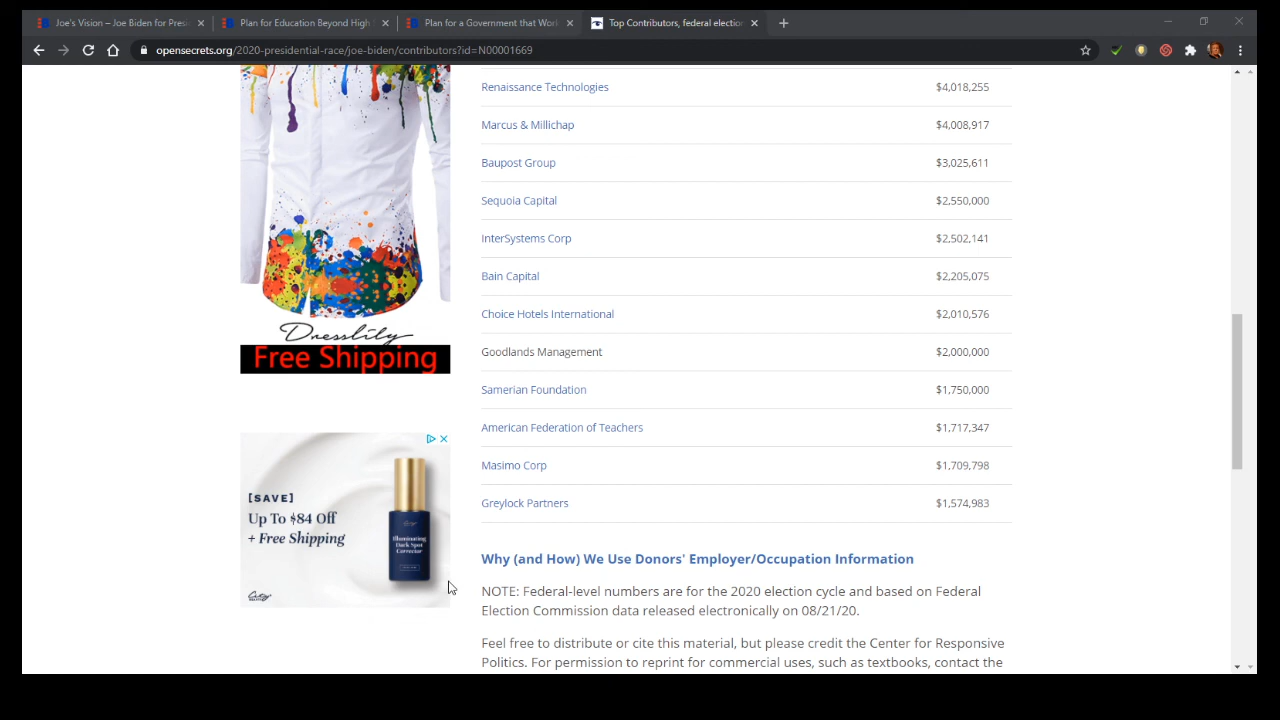 Joe's Vision – Joe Biden for Presi
Plan for Education Beyond High
Plan for a Government that Work
Top Contributors, federal election
opensecrets.org/2020-presidential-race/joe-biden/contributors?id=N00001669
Dresslily
Free Shipping
[SAVE]
Up To $84 Off
+ Free Shipping
City
Illuminating
Dark Spot
Corrector
City
Renaissance Technologies $4,018,255
Marcus & Millichap $4,008,917
Baupost Group $3,025,611
Sequoia Capital $2,550,000
InterSystems Corp $2,502,141
Bain Capital $2,205,075
Choice Hotels International $2,010,576
Goodlands Management $2,000,000
Samerian Foundation $1,750,000
American Federation of Teachers $1,717,347
Masimo Corp $1,709,798
Greylock Partners $1,574,983
Why (and How) We Use Donors' Employer/Occupation Information
NOTE: Federal-level numbers are for the 2020 election cycle and based on Federal
Election Commission data released electronically on 08/21/20.
Feel free to distribute or cite this material, but please credit the Center for Responsive
Politics. For permission to reprint for commercial uses, such as textbooks, contact the